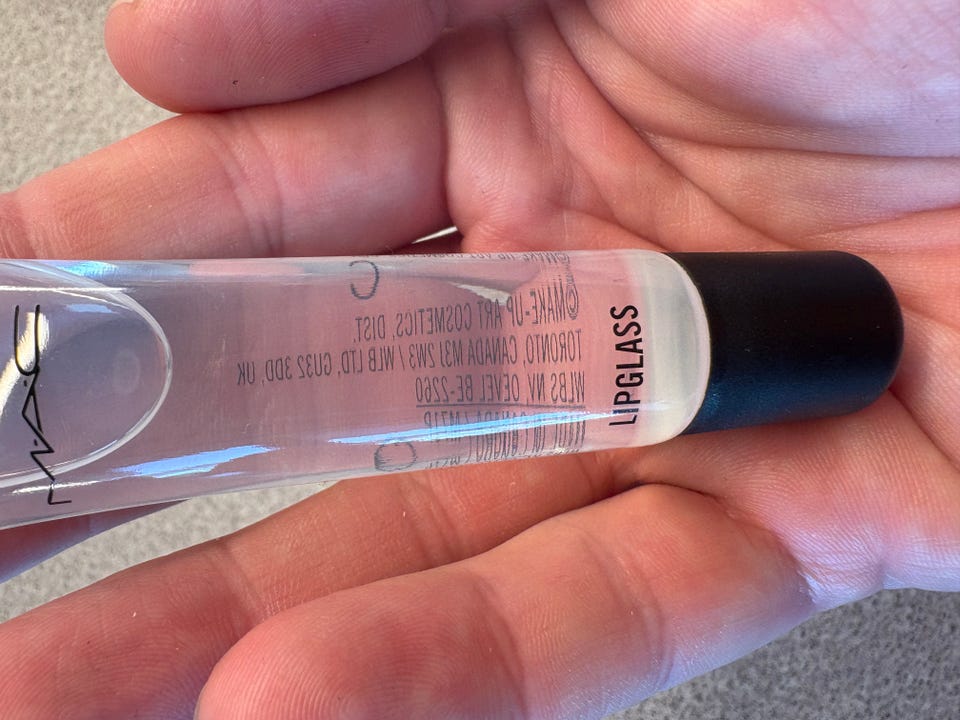 M·A·C
LIPGLASS
©MAKE-UP ART COSMETICS, DIST.
TORONTO, CANADA M3J 2W3 / WLB LTD, GU32 3DD, UK
WLBS NV, OEVEL BE-2260